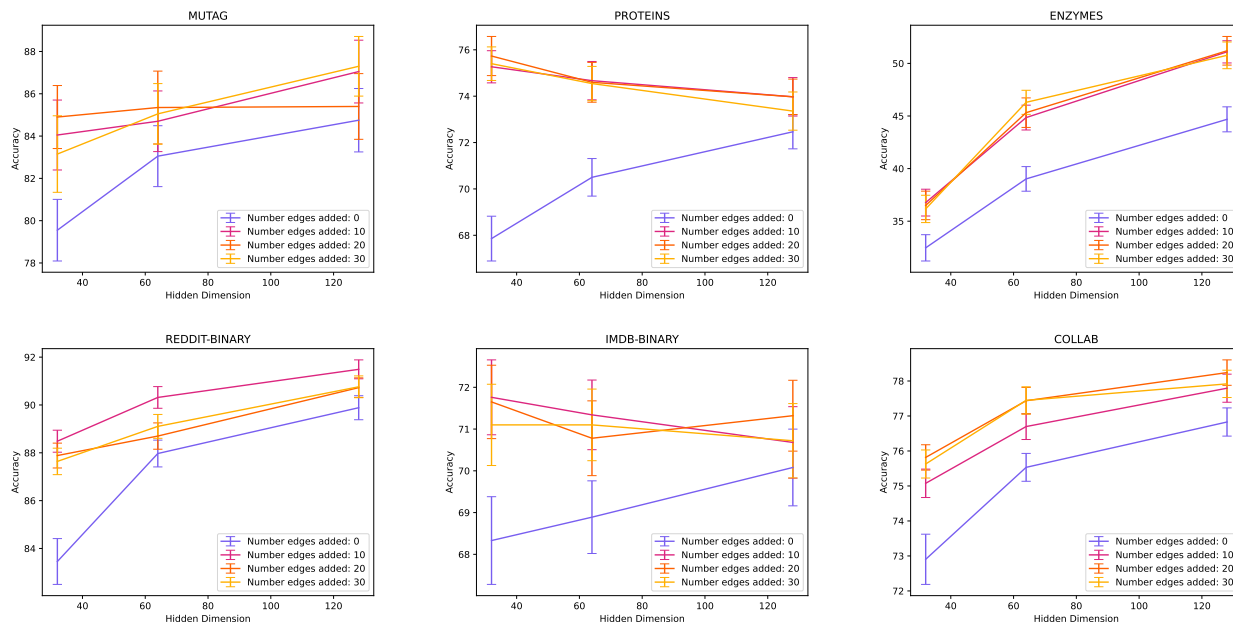 MUTAG
Accuracy
88
86
84
82
80
78
40
60
80
100
120
Hidden Dimension
Number edges added: 0
Number edges added: 10
Number edges added: 20
Number edges added: 30
PROTEINS
Accuracy
76
74
72
70
68
40
60
80
100
120
Hidden Dimension
Number edges added: 0
Number edges added: 10
Number edges added: 20
Number edges added: 30
ENZYMES
Accuracy
50
45
40
35
40
60
80
100
120
Hidden Dimension
Number edges added: 0
Number edges added: 10
Number edges added: 20
Number edges added: 30
REDDIT-BINARY
Accuracy
92
90
88
86
84
40
60
80
100
120
Hidden Dimension
Number edges added: 0
Number edges added: 10
Number edges added: 20
Number edges added: 30
IMDB-BINARY
Accuracy
72
71
70
69
68
40
60
80
100
120
Hidden Dimension
Number edges added: 0
Number edges added: 10
Number edges added: 20
Number edges added: 30
COLLAB
Accuracy
78
77
76
75
74
73
72
40
60
80
100
120
Hidden Dimension
Number edges added: 0
Number edges added: 10
Number edges added: 20
Number edges added: 30